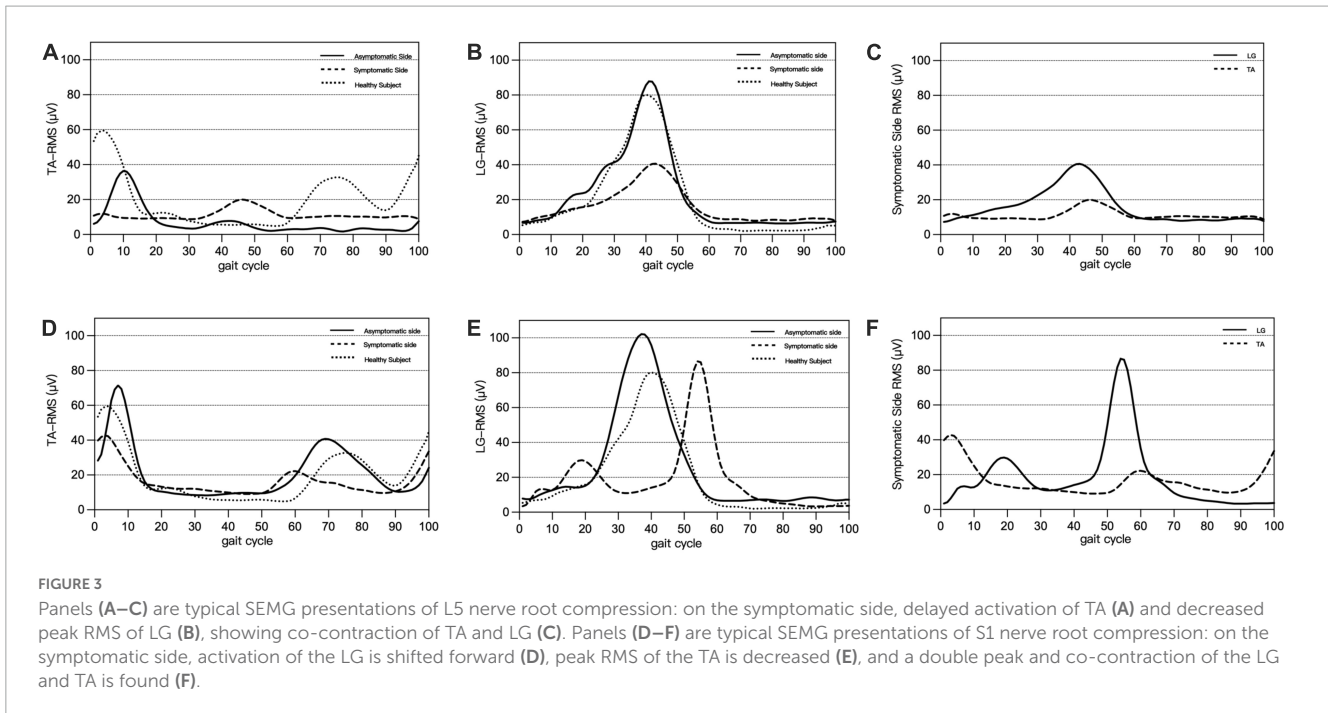 A
TA–RMS (μV)
100
80
60
40
20
0
0 10 20 30 40 50 60 70 80 90 100
gait cycle
Asymptomatic Side
Symptomatic Side
Healthy Subject
B
LG–RMS (μV)
100
80
60
40
20
0
0 10 20 30 40 50 60 70 80 90 100
gait cycle
Asymptomatic side
Symptomatic side
Healthy Subject
C
Symptomatic Side RMS (μV)
100
80
60
40
20
0
0 10 20 30 40 50 60 70 80 90 100
gait cycle
LG
TA
D
TA–RMS (μV)
100
80
60
40
20
0
0 10 20 30 40 50 60 70 80 90 100
gait cycle
Asymptomatic side
Symptomatic side
Healthy Subject
E
LG–RMS (μV)
100
80
60
40
20
0
0 10 20 30 40 50 60 70 80 90 100
gait cycle
Asymptomatic side
Symptomatic side
Healthy Subject
F
Symptomatic Side RMS (μV)
100
80
60
40
20
0
0 10 20 30 40 50 60 70 80 90 100
gait cycle
LG
TA
FIGURE 3
Panels (A–C) are typical SEMG presentations of L5 nerve root compression: on the symptomatic side, delayed activation of TA (A) and decreased
peak RMS of LG (B), showing co-contraction of TA and LG (C). Panels (D–F) are typical SEMG presentations of S1 nerve root compression: on the
symptomatic side, activation of the LG is shifted forward (D), peak RMS of the TA is decreased (E), and a double peak and co-contraction of the LG
and TA is found (F).